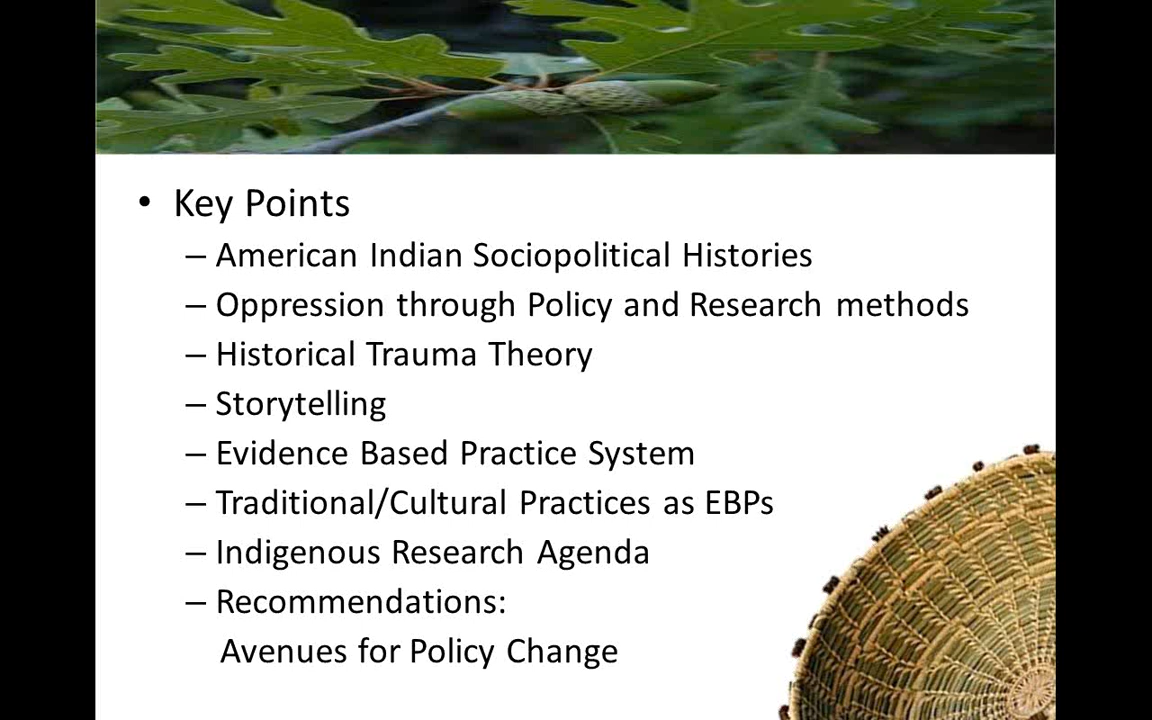 • Key Points
– American Indian Sociopolitical Histories
– Oppression through Policy and Research methods
– Historical Trauma Theory
– Storytelling
– Evidence Based Practice System
– Traditional/Cultural Practices as EBPs
– Indigenous Research Agenda
– Recommendations:
Avenues for Policy Change